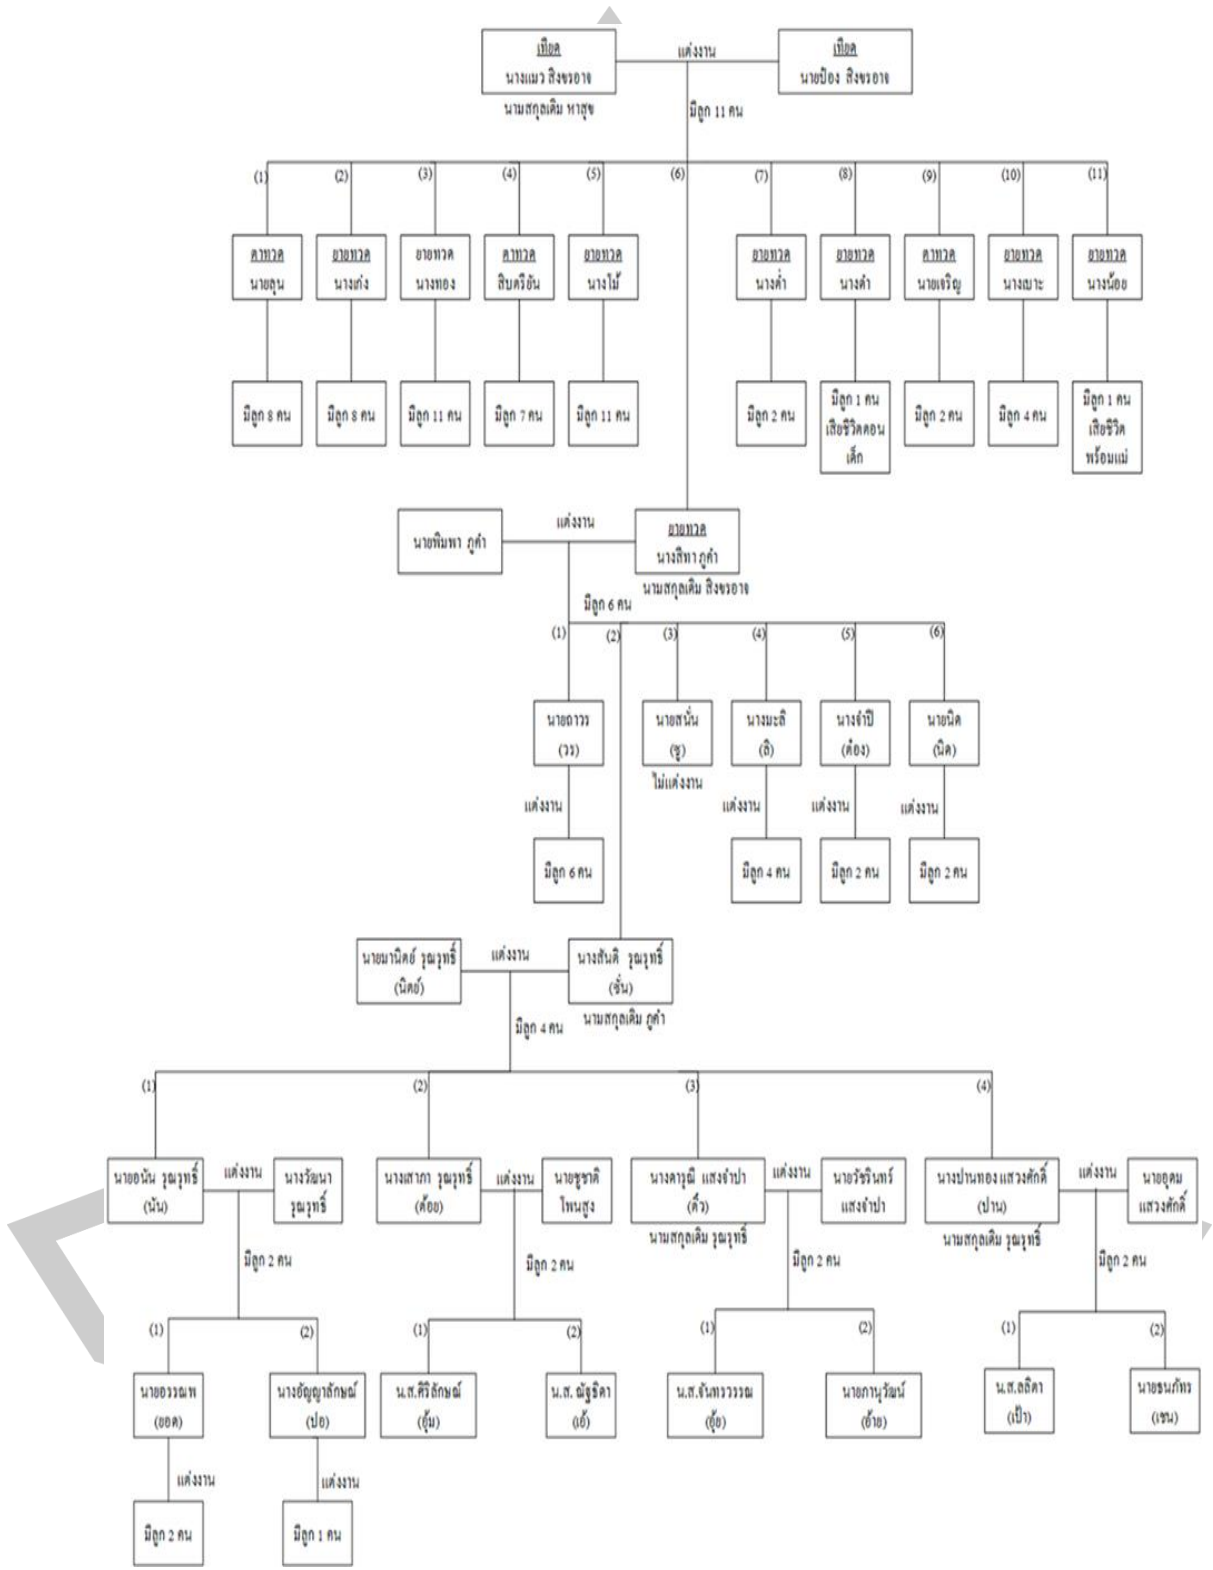 เทียด
นางแมว สิงขรอาจ
นามสกุลเดิม หาสุข
แต่งงาน
เทียด
นายป้อง สิงขรอาจ
มีลูก 11 คน
(1)
(2)
(3)
(4)
(5)
(6)
(7)
(8)
(9)
(10)
(11)
ตาทวด
นายลุน
ยายทวด
นางเก่ง
ยายทวด
นางทอง
ตาทวด
สิบตรีอัน
ยายทวด
นางโม้
ยายทวด
นางต่ำ
ยายทวด
นางดำ
ตาทวด
นายเจริญ
ยายทวด
นางเบาะ
ยายทวด
นางน้อย
มีลูก 8 คน
มีลูก 8 คน
มีลูก 11 คน
มีลูก 7 คน
มีลูก 11 คน
มีลูก 2 คน
มีลูก 1 คน
เสียชีวิตตอน
เด็ก
มีลูก 2 คน
มีลูก 4 คน
มีลูก 1 คน
เสียชีวิต
พร้อมแม่
นายพิมพา ภูคำ
แต่งงาน
ยายทวด
นางสีทา ภูคำ
นามสกุลเดิม สิงขรอาจ
มีลูก 6 คน
(1)
(2)
(3)
(4)
(5)
(6)
นายถาวร
(วร)
นายสนั่น
(ซู)
ไม่แต่งงาน
นางมะลิ
(ลิ)
นางจำปี
(ต๋อง)
นายนิด
(นิด)
แต่งงาน
แต่งงาน
แต่งงาน
แต่งงาน
มีลูก 6 คน
มีลูก 4 คน
มีลูก 2 คน
มีลูก 2 คน
นายมานิตย์ รุณรุทธิ์
(นิตย์)
แต่งงาน
นางสันติ รุณรุทธิ์
(ชั่น)
นามสกุลเดิม ภูคำ
มีลูก 4 คน
(1)
(2)
(3)
(4)
นายอนัน รุณรุทธิ์
(นัน)
แต่งงาน
นางวัฒนา
รุณรุทธิ์
นางเสาภา รุณรุทธิ์
(ต้อย)
แต่งงาน
นายชูชาติ
โพนสูง
นางดารุณี แสงจำปา
(ติ๋ว)
นามสกุลเดิม รุณรุทธิ์
แต่งงาน
นายวัชรินทร์
แสงจำปา
นางปานทอง แสวงศักดิ์
(ปาน)
นามสกุลเดิม รุณรุทธิ์
แต่งงาน
นายอุดม
แสวงศักดิ์
มีลูก 2 คน
มีลูก 2 คน
มีลูก 2 คน
มีลูก 2 คน
(1)
(2)
(1)
(2)
(1)
(2)
(1)
(2)
นายอรรณพ
(ยอด)
นางอัญญาลักษณ์
(ปอ)
น.ส.ศิริลักษณ์
(อุ้ม)
น.ส. ณัฐธิดา
(เอ้)
น.ส.จันทรวรรณ
(อุ้ย)
นายภานุวัฒน์
(อ้าย)
น.ส.ลลิตา
(เป้า)
นายธนภัทร
(เซน)
แต่งงาน
แต่งงาน
มีลูก 2 คน
มีลูก 1 คน